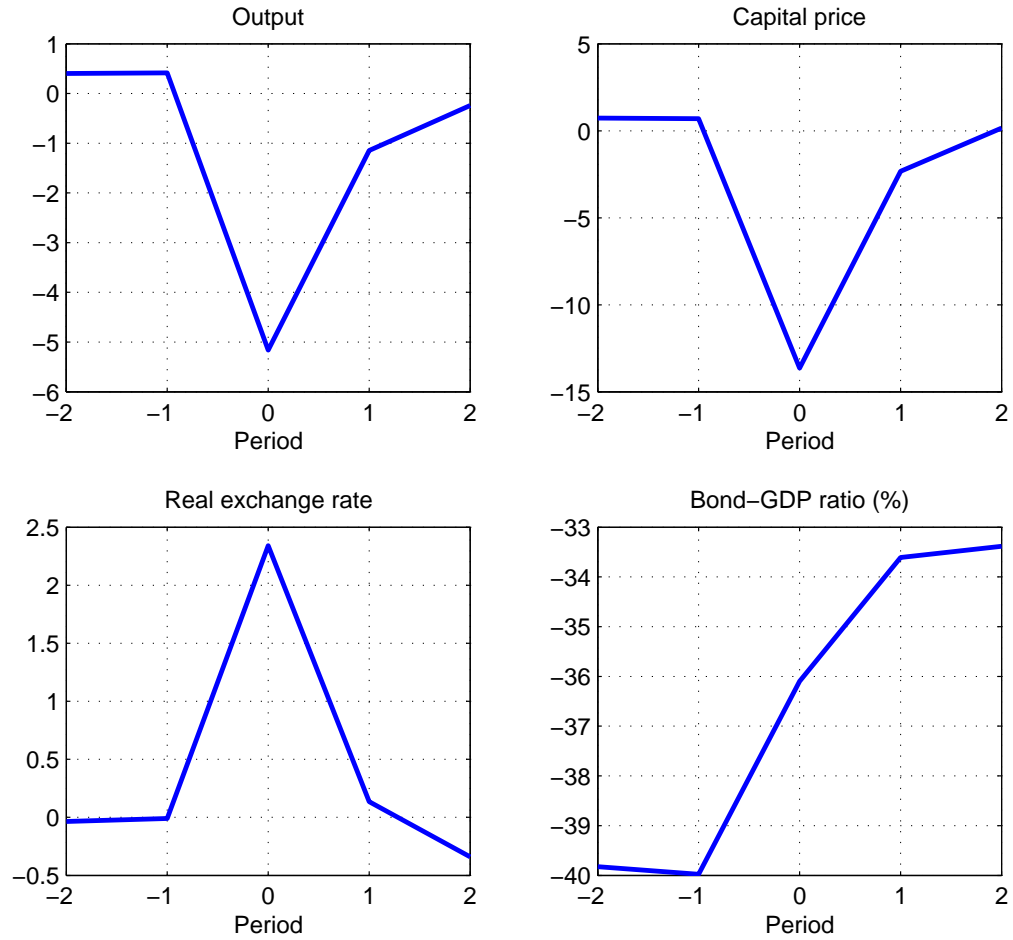 Output
1
0
−1
−2
−3
−4
−5
−6
−2 −1 0 1 2
Period
Capital price
5
0
−5
−10
−15
−2 −1 0 1 2
Period
Real exchange rate
2.5
2
1.5
1
0.5
0
−0.5
−2 −1 0 1 2
Period
Bond−GDP ratio (%)
−33
−34
−35
−36
−37
−38
−39
−40
−2 −1 0 1 2
Period